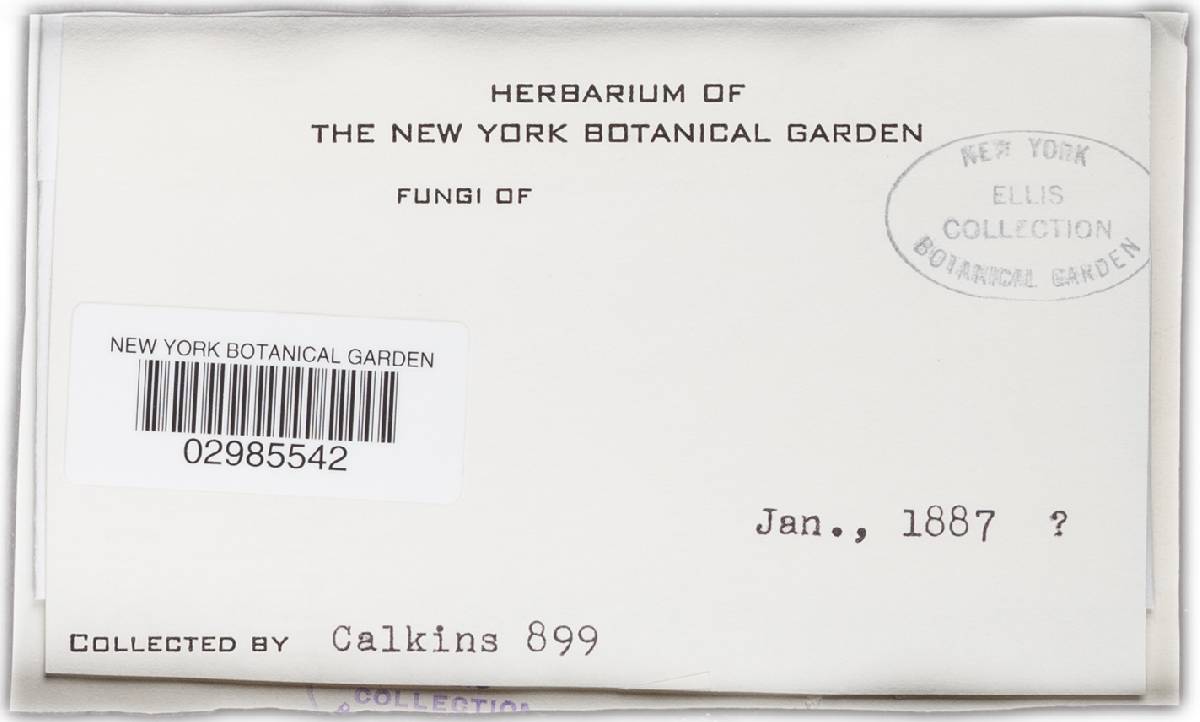 HERBARIUM OF
THE NEW YORK BOTANICAL GARDEN
FUNGI OF
NEW YORK
ELLIS
COLLECTION
BOTANICAL GARDEN
NEW YORK BOTANICAL GARDEN
02985542
Jan., 1887 ?
COLLECTED BY Calkins 899
COLLECTION